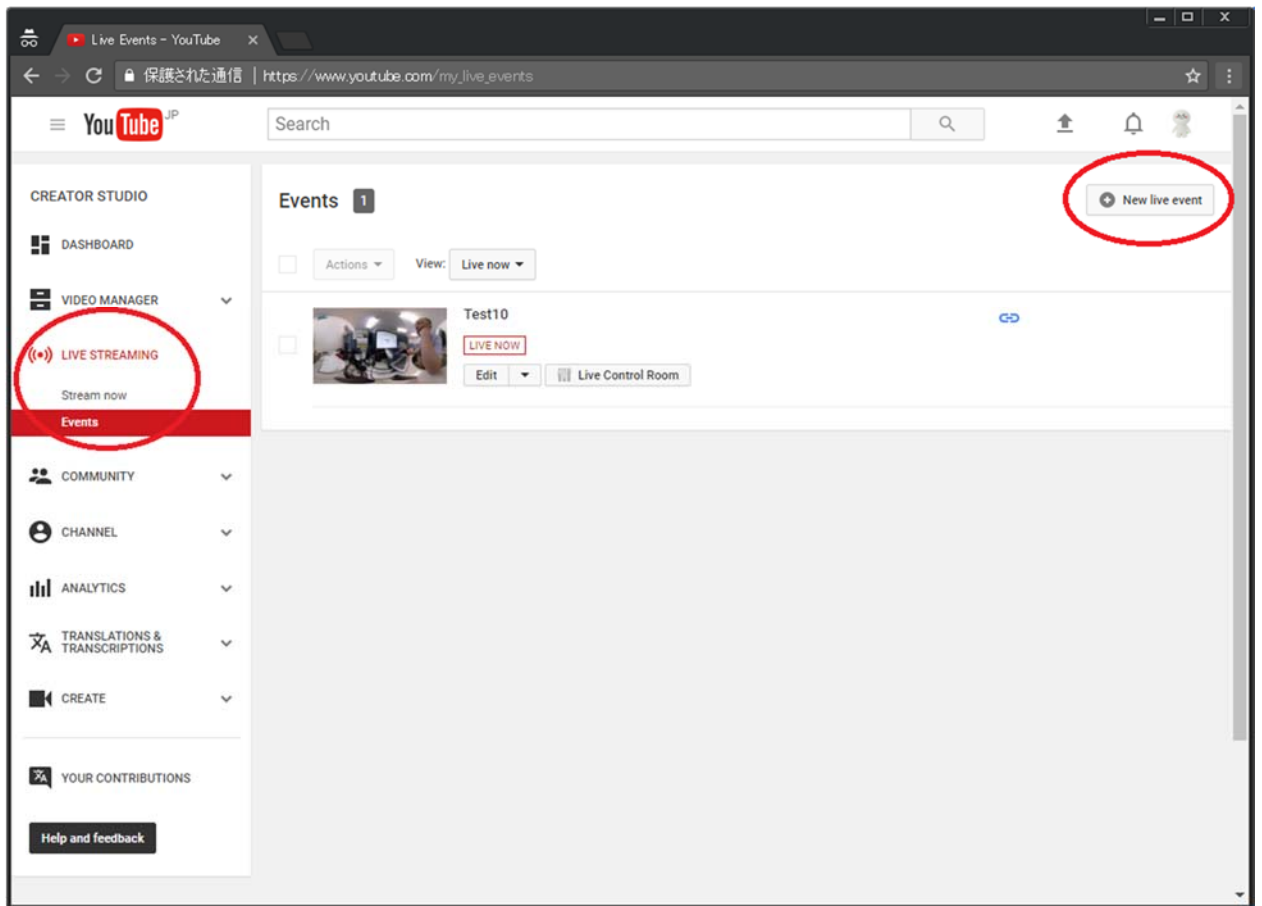 Live Events - YouTube
保護された通信 | https://www.youtube.com/my_live_events
YouTube JP
Search
CREATOR STUDIO
DASHBOARD
VIDEO MANAGER
LIVE STREAMING
Stream now
Events
COMMUNITY
CHANNEL
ANALYTICS
TRANSLATIONS &
TRANSCRIPTIONS
CREATE
YOUR CONTRIBUTIONS
Help and feedback
Events 1
New live event
Actions View: Live now
Test10
LIVE NOW
Edit Live Control Room